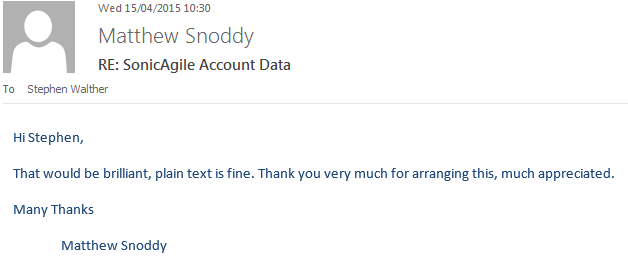 Wed 15/04/2015 10:30
Matthew Snoddy
RE: SonicAgile Account Data
To Stephen Walther
Hi Stephen,
That would be brilliant, plain text is fine. Thank you very much for arranging this, much appreciated.
Many Thanks
Matthew Snoddy